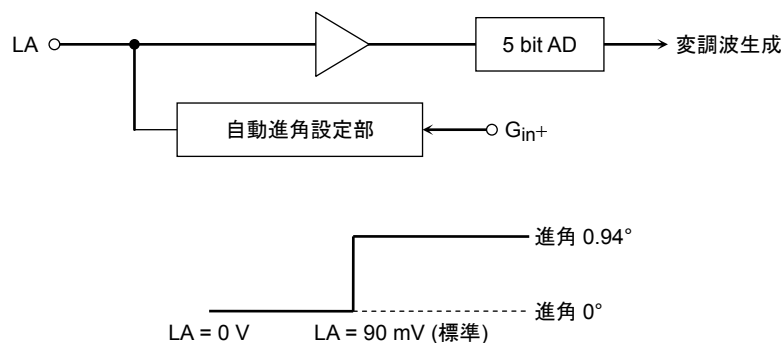 LA
5 bit AD
変調波生成
自動進角設定部
Gin+
進角 0.94°
進角 0°
LA = 0 V
LA = 90 mV (標準)